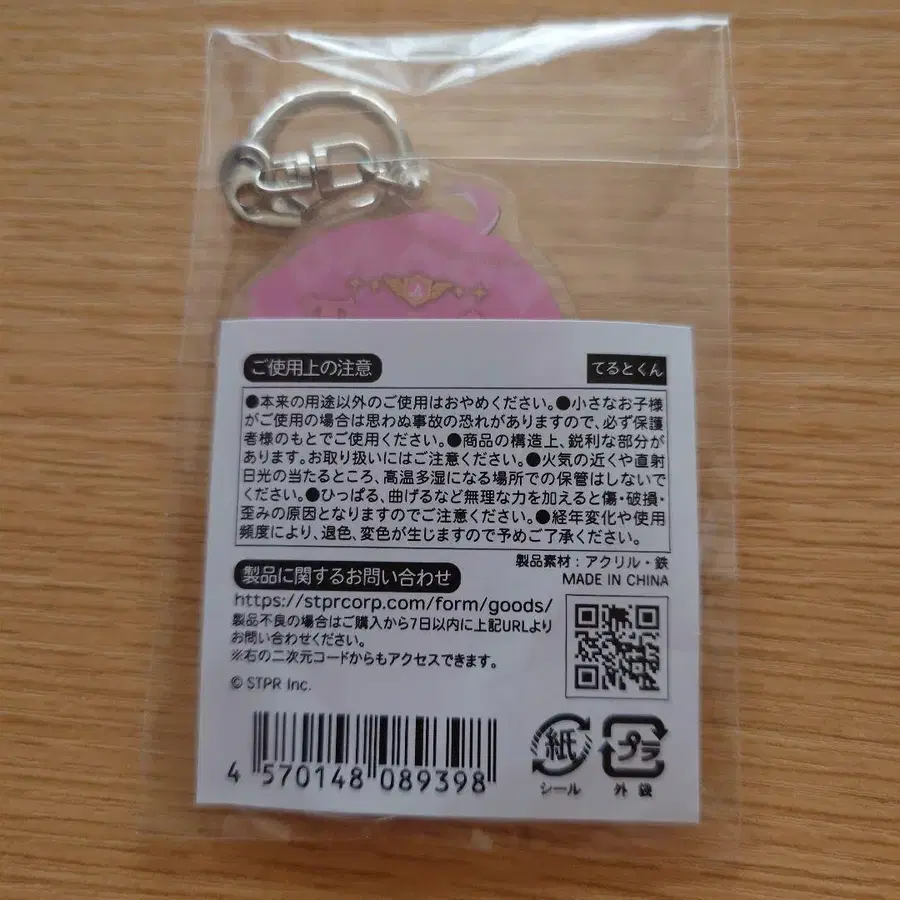 ご使用上の注意
てるとくん
●本来の用途以外のご使用はおやめください。●小さなお子様
がご使用の場合は思わぬ事故の恐れがありますので、必ず保護
者様のもとでご使用ください。●商品の構造上、鋭利な部分が
あります。お取り扱いにはご注意ください。●火気の近くや直射
日光の当たるところ、高温多湿になる場所での保管はしないで
ください。●ひっぱる、曲げるなど無理な力を加えると傷・破損・
歪みの原因となりますのでご注意ください。●経年変化や使用
頻度により、退色、変色が生じますので予めご了承ください。
製品素材：アクリル・鉄
MADE IN CHINA
製品に関するお問い合わせ
https://stprcorp.com/form/goods/
製品不良の場合はご購入から7日以内に上記URLより
お問い合わせください。
※右の二次元コードからもアクセスできます。
© STPR Inc.
4 570148 089398
紙
シール
プラ
外袋